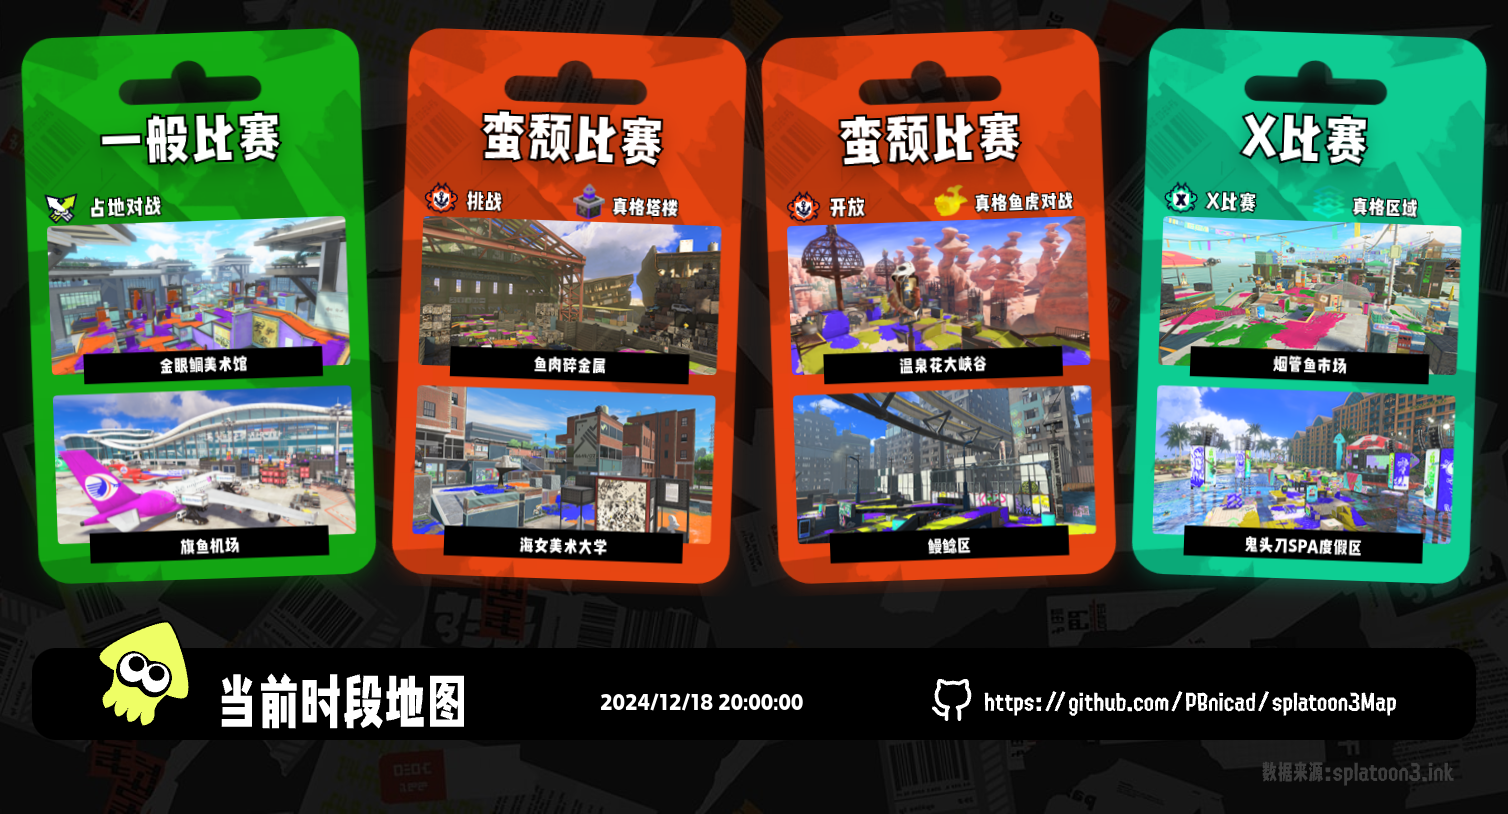 一般比赛
占地对战
金眼鲷美术馆
旗鱼机场
蛮颓比赛
挑战
真格塔楼
鱼肉碎金属
海女美术大学
蛮颓比赛
开放
真格鱼虎对战
温泉花大峡谷
鳗鲶区
X比赛
X比赛
真格区域
烟管鱼市场
鬼头刀SPA度假区
当前时段地图
2024/12/18 20:00:00
https://github.com/PBnicad/splatoon3Map
数据来源:splatoon3.ink